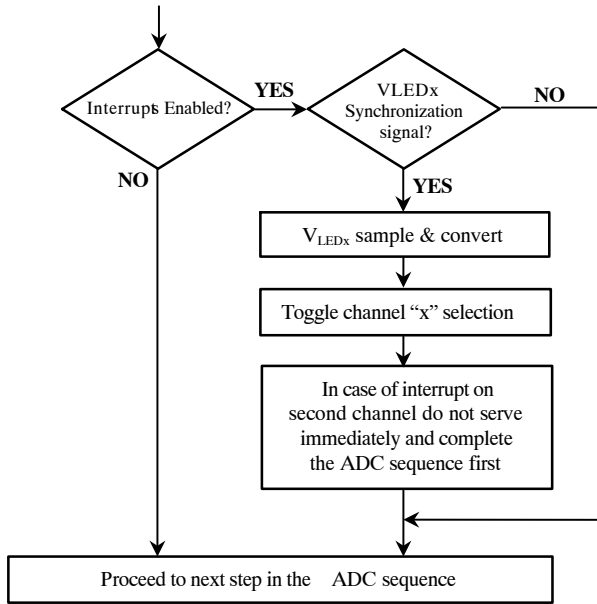 Interrupts Enabled?
YES
VLEDx
Synchronization
signal?
NO
NO
YES
VLEDx sample & convert
Toggle channel “x” selection
In case of interrupt on
second channel do not serve
immediately and complete
the ADC sequence first
Proceed to next step in the ADC sequence